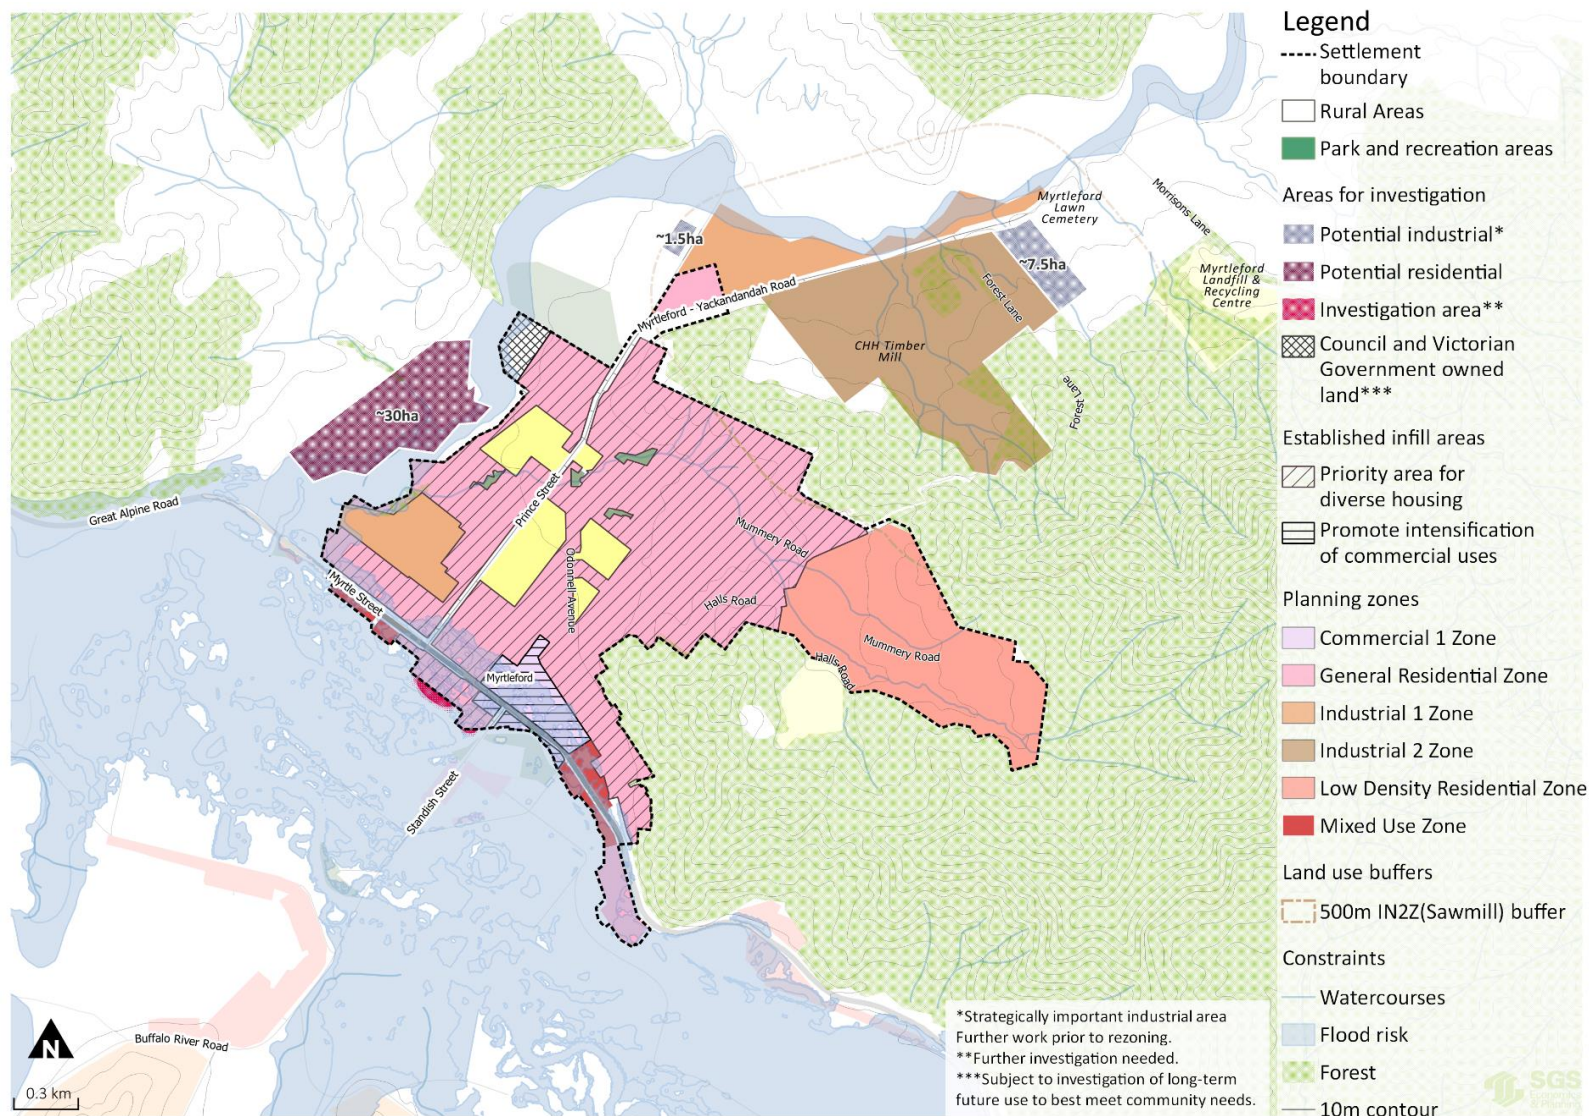 Legend
Settlement
boundary
Rural Areas
Park and recreation areas
Areas for investigation
Potential industrial*
Potential residential
Investigation area**
Council and Victorian
Government owned
land***
Established infill areas
Priority area for
diverse housing
Promote intensification
of commercial uses
Planning zones
Commercial 1 Zone
General Residential Zone
Industrial 1 Zone
Industrial 2 Zone
Low Density Residential Zone
Mixed Use Zone
Land use buffers
500m IN2Z(Sawmill) buffer
Constraints
Watercourses
Flood risk
Forest
10m contour
Myrtleford
Lawn
Cemetery
Morrisons Lane
~1.5ha
~7.5ha
Myrtleford
Landfill &
Recycling
Centre
Forest Lane
Myrtleford - Yackandandah Road
CHH Timber
Mill
Forest Lane
~30ha
Great Alpine Road
Prince Street
Mummery Road
Odonnell Avenue
Myrtle Street
Halls Road
Mummery Road
Halls Road
Myrtleford
Standish Street
Buffalo River Road
N
0.3 km
*Strategically important industrial area
Further work prior to rezoning.
**Further investigation needed.
***Subject to investigation of long-term
future use to best meet community needs.
SGS